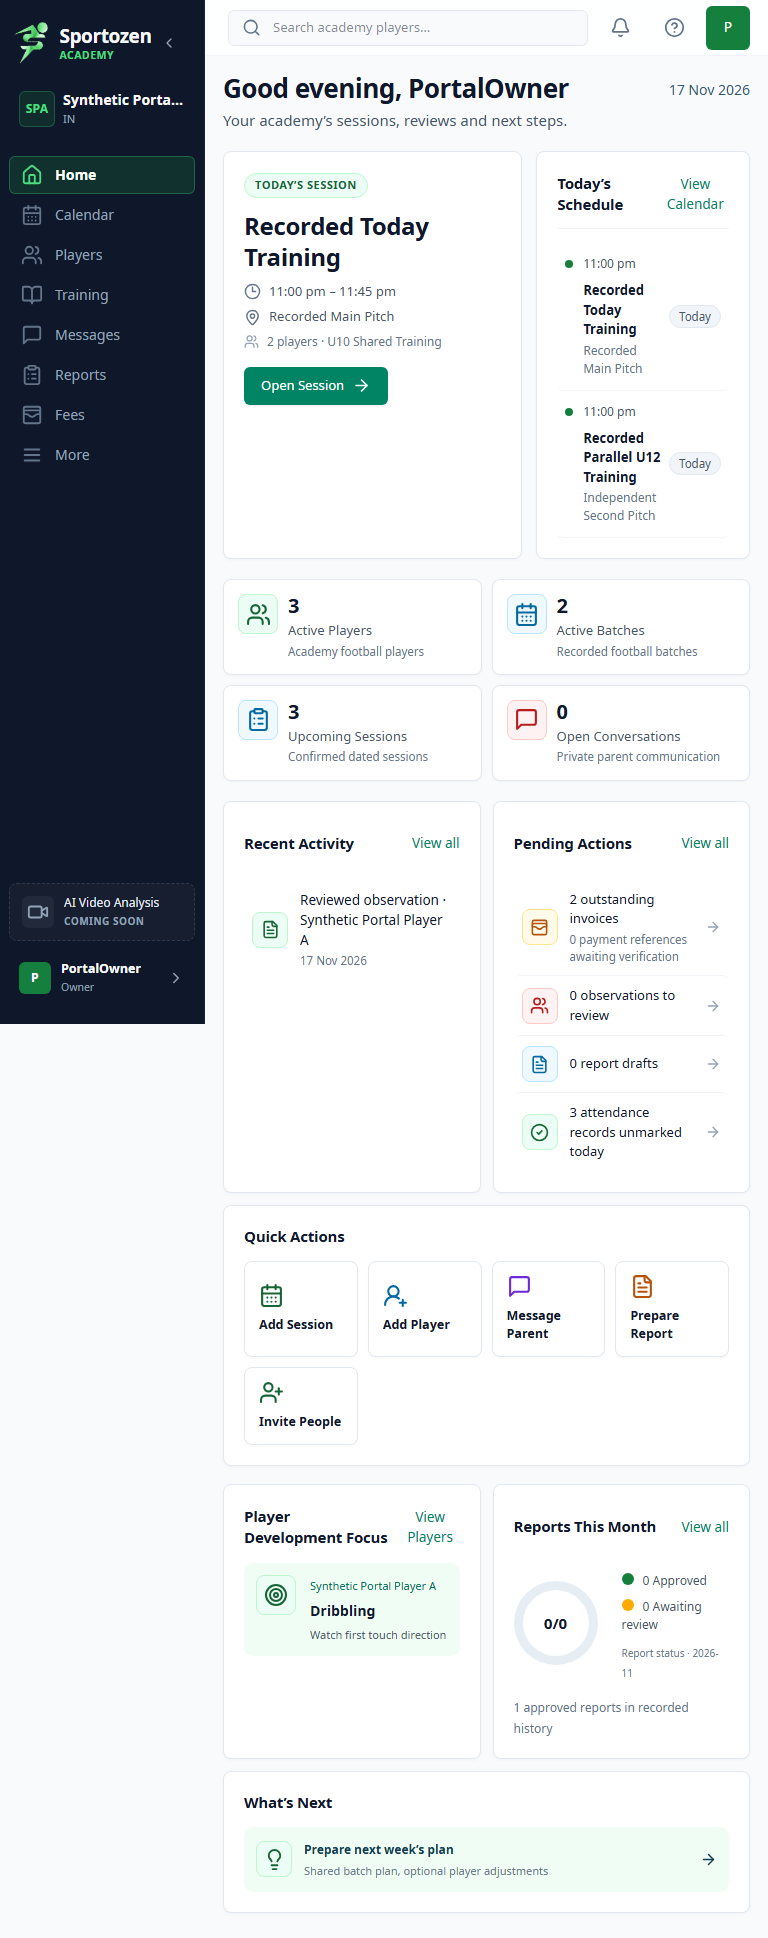 Sportozen
ACADEMY
SPA
Synthetic Porta...
IN
Home
Calendar
Players
Training
Messages
Reports
Fees
More
AI Video Analysis
COMING SOON
P
PortalOwner
Owner
Search academy players...
P
Good evening, PortalOwner
17 Nov 2026
Your academy's sessions, reviews and next steps.
TODAY'S SESSION
Recorded Today
Training
11:00 pm – 11:45 pm
Recorded Main Pitch
2 players · U10 Shared Training
Open Session
Today's
Schedule
View
Calendar
11:00 pm
Recorded
Today
Training
Today
Recorded
Main Pitch
11:00 pm
Recorded
Parallel U12
Training
Today
Independent
Second Pitch
3
Active Players
Academy football players
2
Active Batches
Recorded football batches
3
Upcoming Sessions
Confirmed dated sessions
0
Open Conversations
Private parent communication
Recent Activity
View all
Reviewed observation ·
Synthetic Portal Player
A
17 Nov 2026
Pending Actions
View all
2 outstanding
invoices
0 payment references
awaiting verification
0 observations to
review
0 report drafts
3 attendance
records unmarked
today
Quick Actions
Add Session
Add Player
Message
Parent
Prepare
Report
Invite People
Player
Development Focus
View
Players
Synthetic Portal Player A
Dribbling
Watch first touch direction
Reports This Month
View all
0/0
0 Approved
0 Awaiting
review
Report status · 2026-
11
1 approved reports in recorded
history
What's Next
Prepare next week's plan
Shared batch plan, optional player adjustments